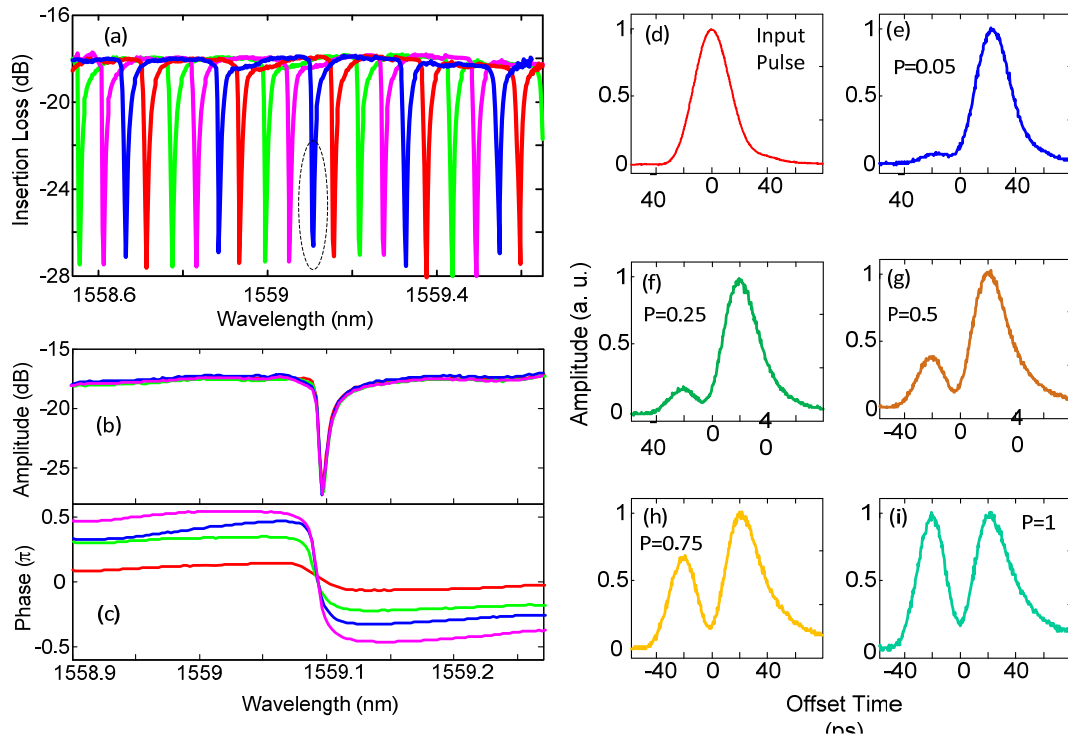 (a)
-16
-20
-24
-28
Insertion Loss (dB)
1558.6
1559
1559.4
Wavelength (nm)
(b)
-15
-20
-25
Amplitude (dB)
(c)
0.5
0
-0.5
Phase (π)
1558.9
1559
1559.1
1559.2
Wavelength (nm)
(d)
Input
Pulse
1
0.5
0
-
40
0
40
(e)
P=0.05
1
0.5
0
-
40
0
40
Amplitude (a. u.)
(f)
P=0.25
1
0.5
0
-
40
0
4
0
(g)
P=0.5
1
0.5
0
-40
0
4
0
(h)
P=0.75
1
0.5
0
-40
0
40
(i)
P=1
1
0.5
0
-40
0
40
Offset Time
(ps)